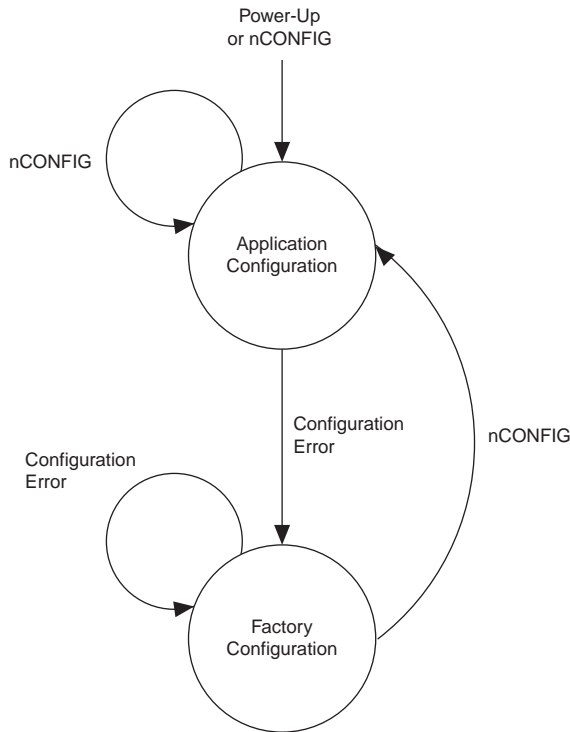 Power-Up
or nCONFIG
nCONFIG
Application
Configuration
Configuration
Error
nCONFIG
Configuration
Error
Factory
Configuration